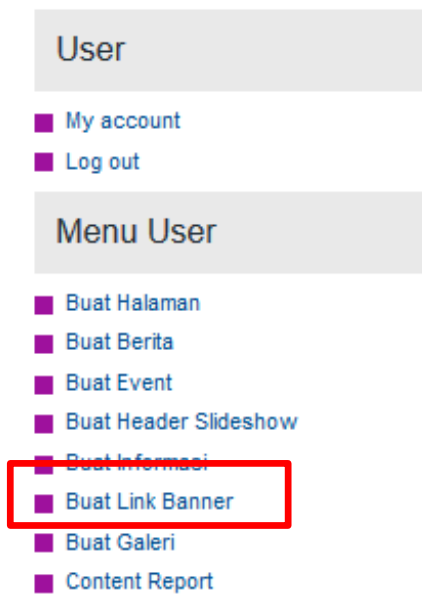 User
My account
Log out
Menu User
Buat Halaman
Buat Berita
Buat Event
Buat Header Slideshow
Buat Informasi
Buat Link Banner
Buat Galeri
Content Report